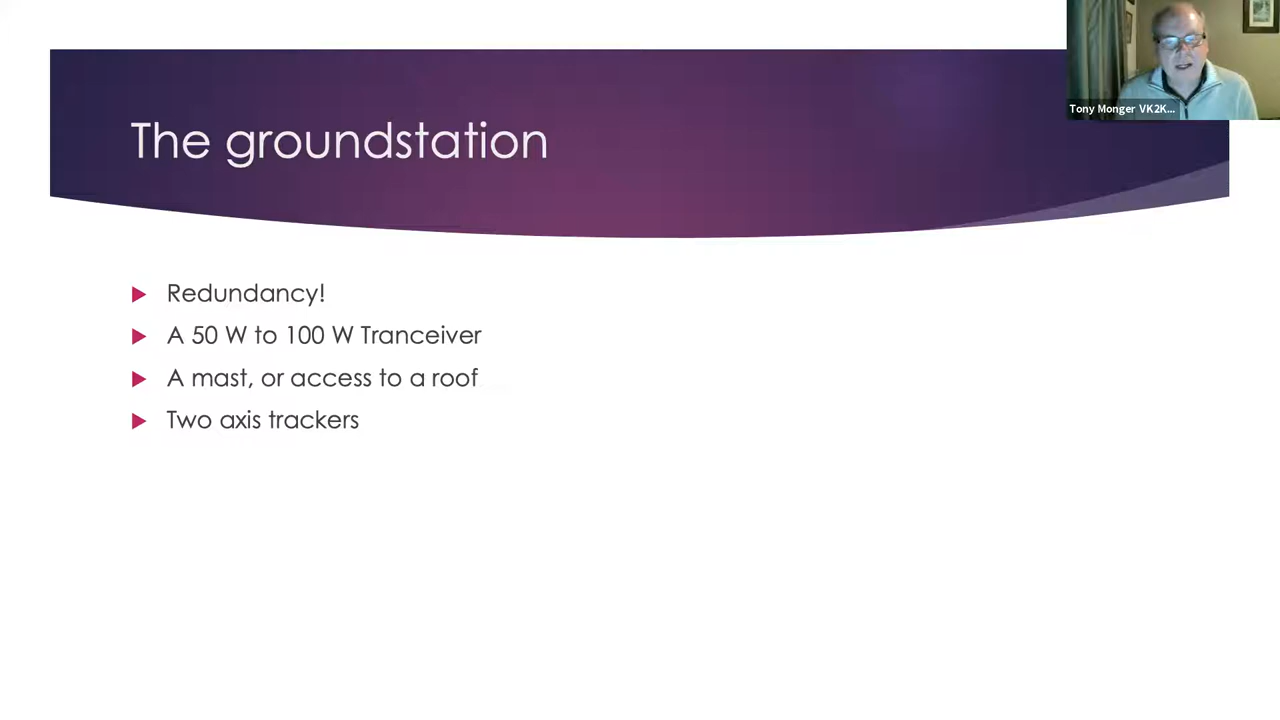 Tony Monger VK2K...
The groundstation
Redundancy!
A 50 W to 100 W Tranceiver
A mast, or access to a roof
Two axis trackers